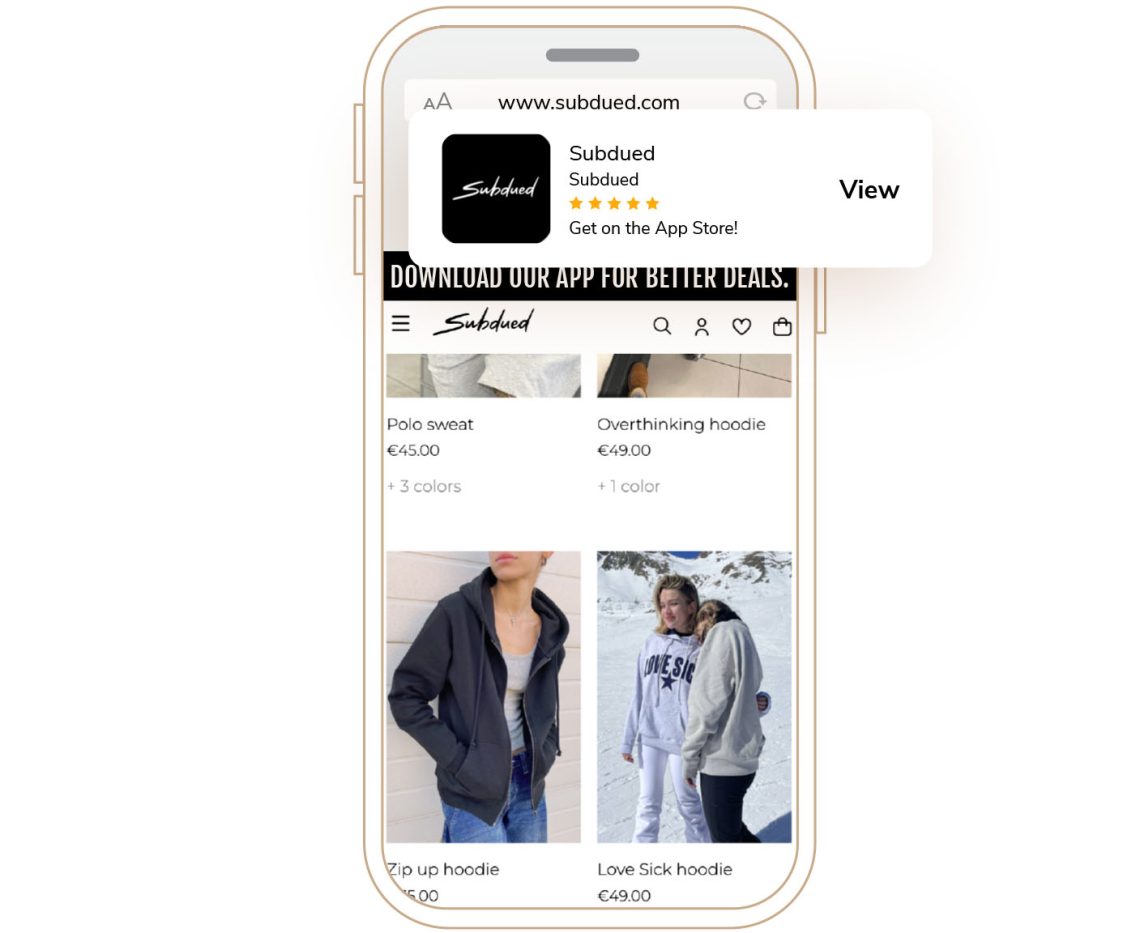 AA www.subdued.com
Subdued
Subdued
Subdued
View
Get on the App Store!
DOWNLOAD OUR APP FOR BETTER DEALS.
Subdued
Polo sweat
€45.00
+ 3 colors
Overthinking hoodie
€49.00
+ 1 color
LOVE SIC
Zip up hoodie
5.00
Love Sick hoodie
€49.00